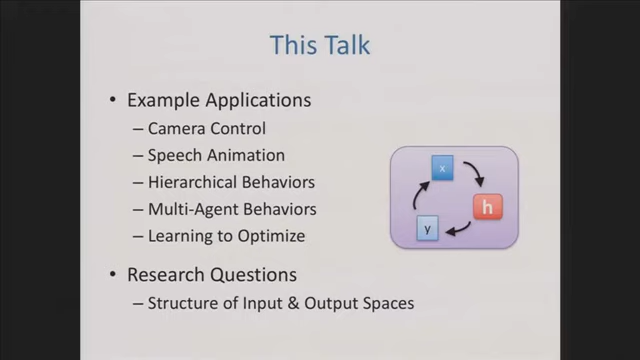 This Talk
• Example Applications
– Camera Control
– Speech Animation
– Hierarchical Behaviors
– Multi-Agent Behaviors
– Learning to Optimize
x
h
y
• Research Questions
– Structure of Input & Output Spaces